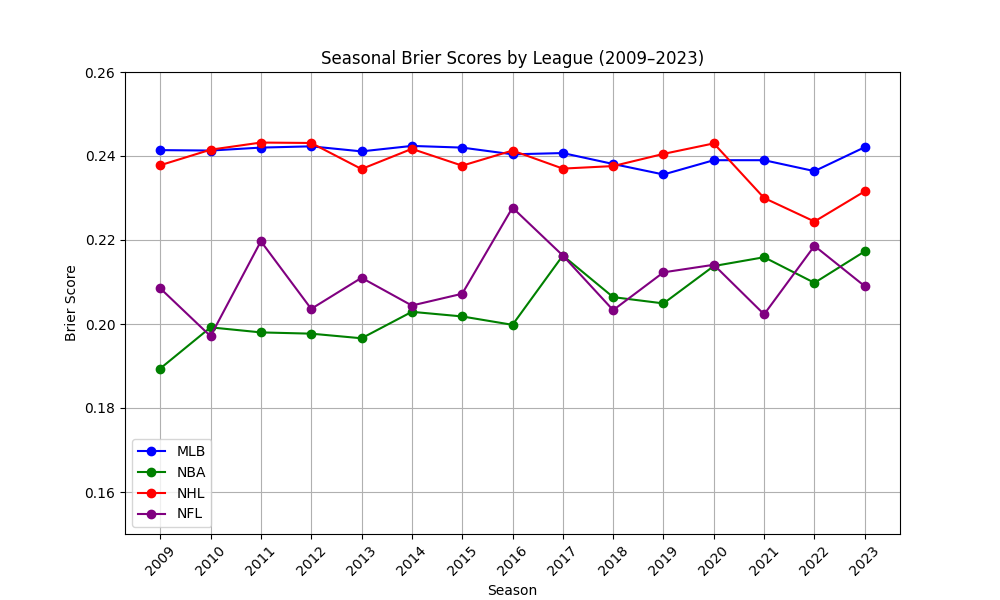 Seasonal Brier Scores by League (2009–2023)
0.26
0.24
0.22
0.20
0.18
0.16
Brier Score
MLB
NBA
NHL
NFL
2009 2010 2011 2012 2013 2014 2015 2016 2017 2018 2019 2020 2021 2022 2023
Season